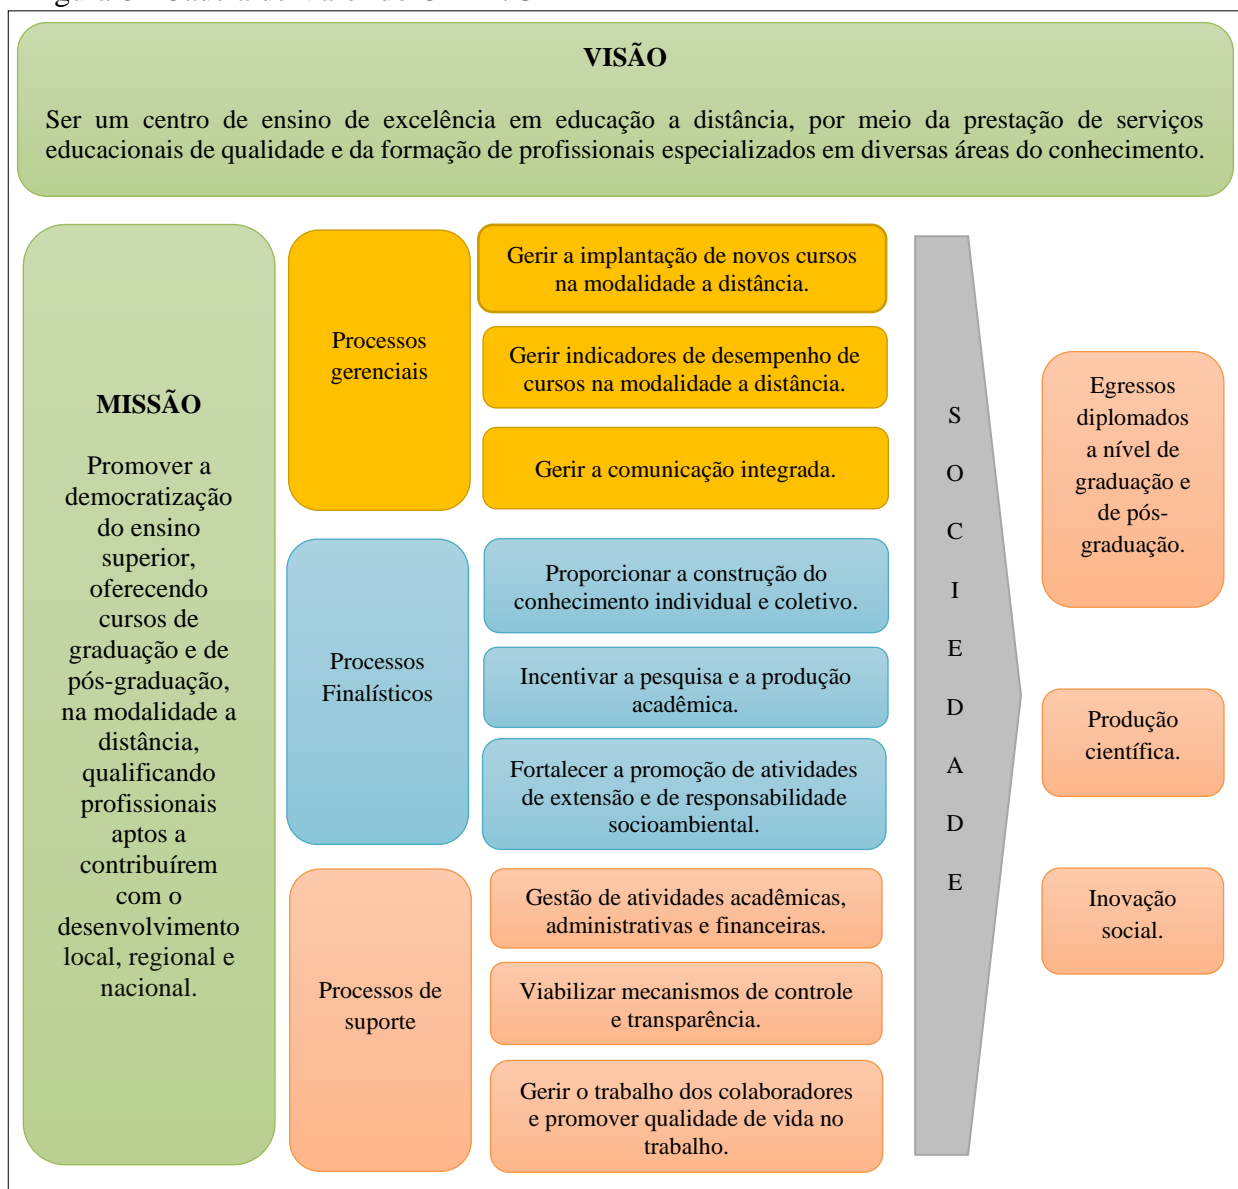 VISÃO
Ser um centro de ensino de excelência em educação a distância, por meio da prestação de serviços
educacionais de qualidade e da formação de profissionais especializados em diversas áreas do conhecimento.
MISSÃO
Promover a
democratização
do ensino
superior,
oferecendo
cursos de
graduação e de
pós-graduação,
na modalidade a
distância,
qualificando
profissionais
aptos a
contribuírem
com o
desenvolvimento
local, regional e
nacional.
Processos
gerenciais
Gerir a implantação de novos cursos
na modalidade a distância.
Gerir indicadores de desempenho de
cursos na modalidade a distância.
Gerir a comunicação integrada.
Processos
Finalísticos
Proporcionar a construção do
conhecimento individual e coletivo.
Incentivar a pesquisa e a produção
acadêmica.
Fortalecer a promoção de atividades
de extensão e de responsabilidade
socioambiental.
Processos de
suporte
Gestão de atividades acadêmicas,
administrativas e financeiras.
Viabilizar mecanismos de controle
e transparência.
Gerir o trabalho dos colaboradores
e promover qualidade de vida no
trabalho.
S
O
C
I
E
D
A
D
E
Egressos
diplomados
a nível de
graduação e
de pós-
graduação.
Produção
científica.
Inovação
social.